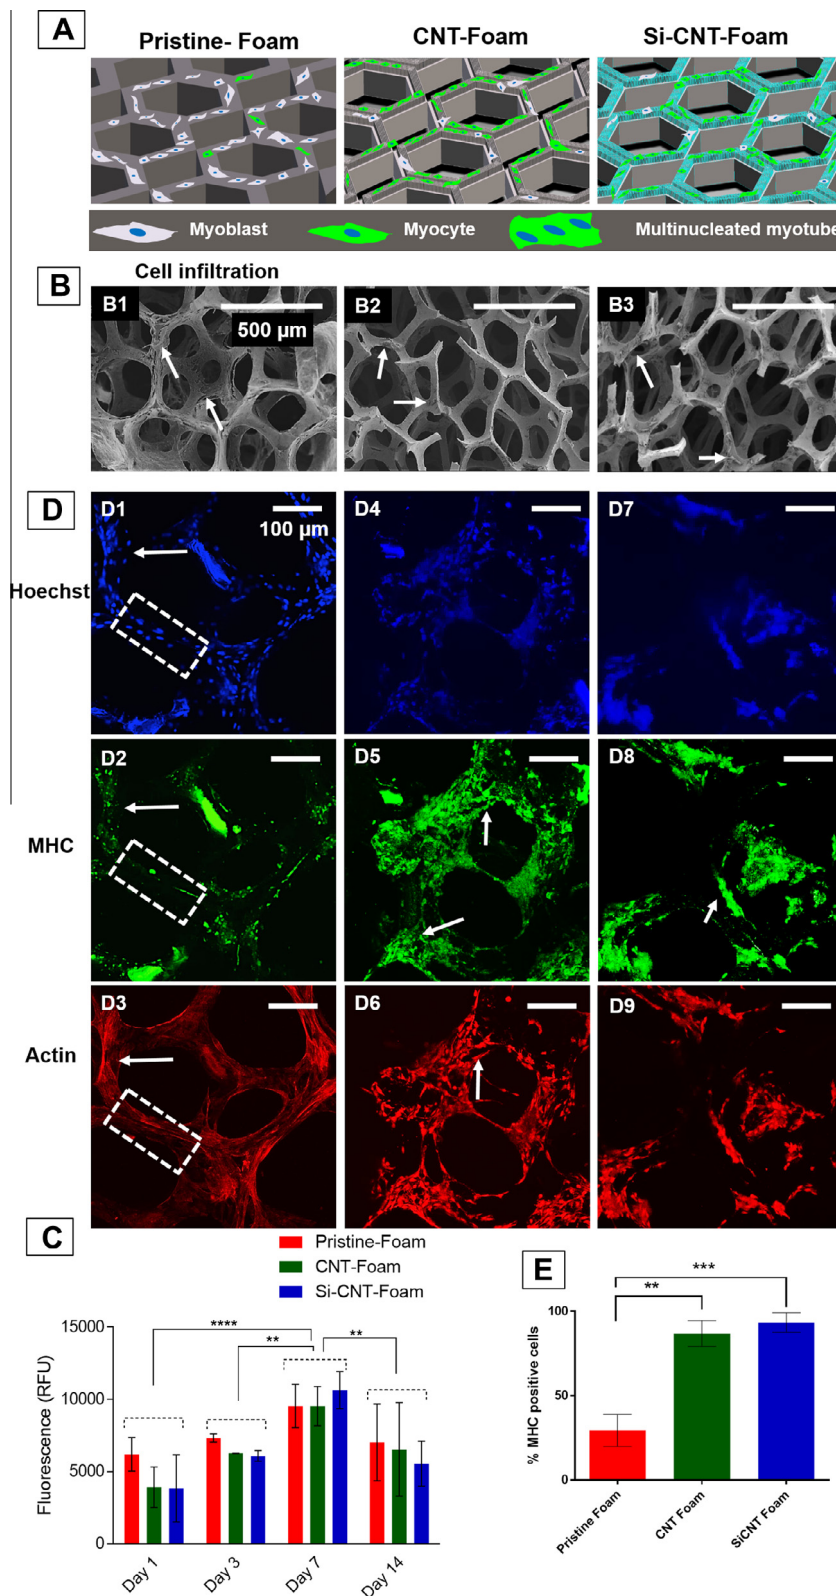 A
Pristine- Foam
CNT-Foam
Si-CNT-Foam
Myoblast
Myocyte
Multinucleated myotube
B
Cell infiltration
B1
500 µm
B2
B3
D
D1
100 µm
D4
D7
Hoechst
D2
D5
D8
MHC
D3
D6
D9
Actin
C
Pristine-Foam
CNT-Foam
Si-CNT-Foam
15000
10000
5000
0
Fluorescence (RFU)
****
**
**
Day 1
Day 3
Day 7
Day 14
E
***
**
100
50
0
% MHC positive cells
Pristine Foam
CNT Foam
SiCNT Foam